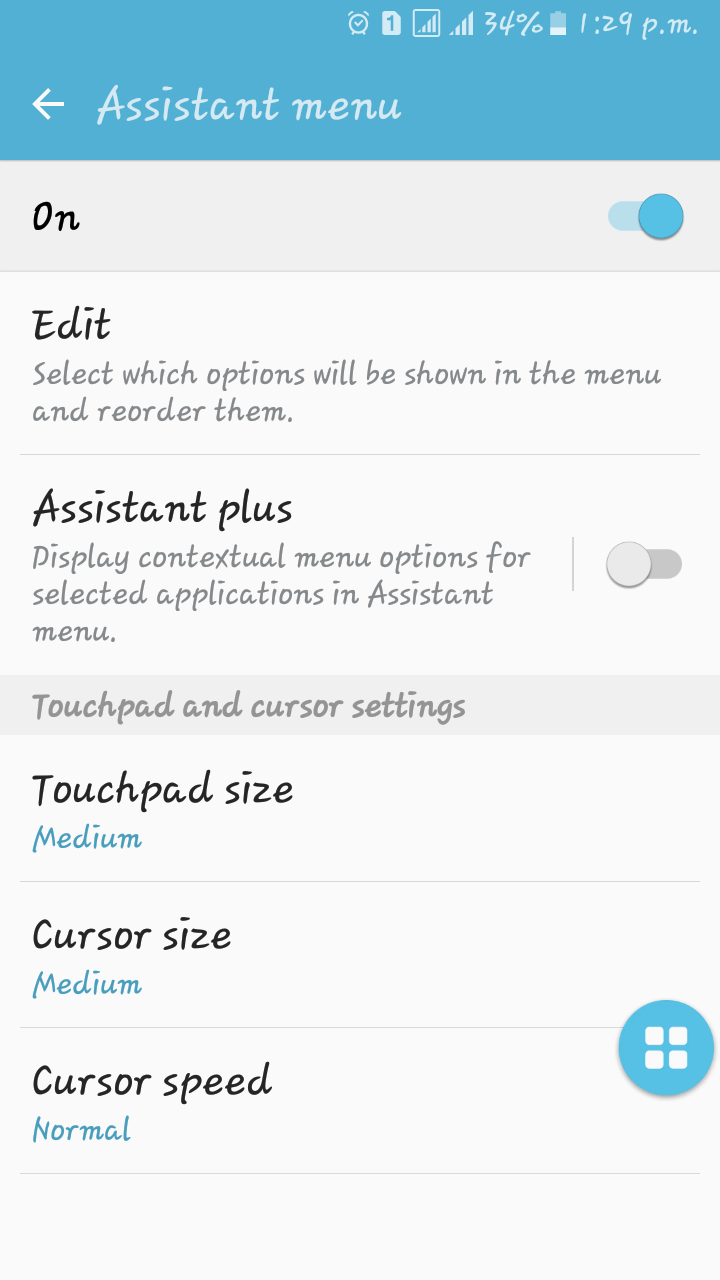 1 34% 1:29 p.m.
Assistant menu
On
Edit
Select which options will be shown in the menu
and reorder them.
Assistant plus
Display contextual menu options for
selected applications in Assistant
menu.
Touchpad and cursor settings
Touchpad size
Medium
Cursor size
Medium
Cursor speed
Normal